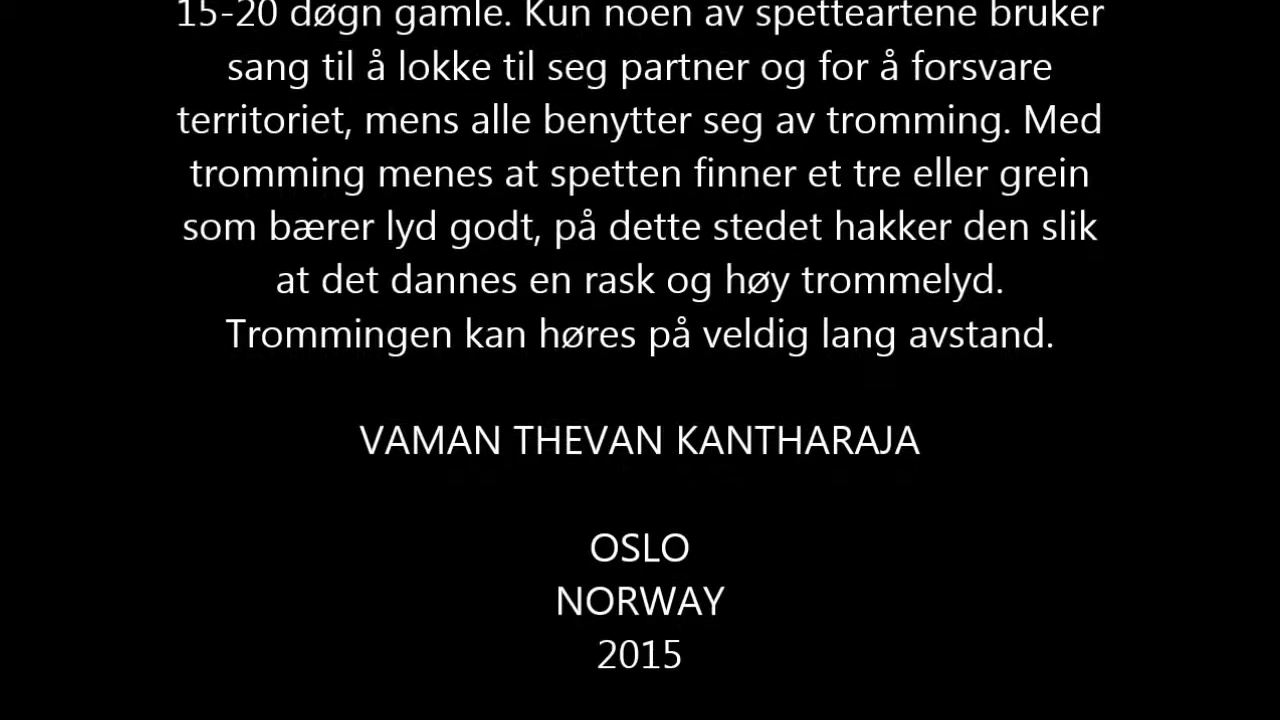 15-20 døgn gamle. Kun noen av spetteartene bruker
sang til å lokke til seg partner og for å forsvare
territoriet, mens alle benytter seg av tromming. Med
tromming menes at spetten finner et tre eller grein
som bærer lyd godt, på dette stedet hakker den slik
at det dannes en rask og høy trommelyd.
Trommingen kan høres på veldig lang avstand.
VAMAN THEVAN KANTHARAJA
OSLO
NORWAY
2015